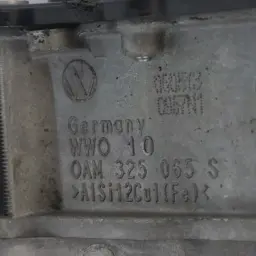 Germany
WWO 10
0AM 325 065 S
>AlSi12Cu1(Fe)<